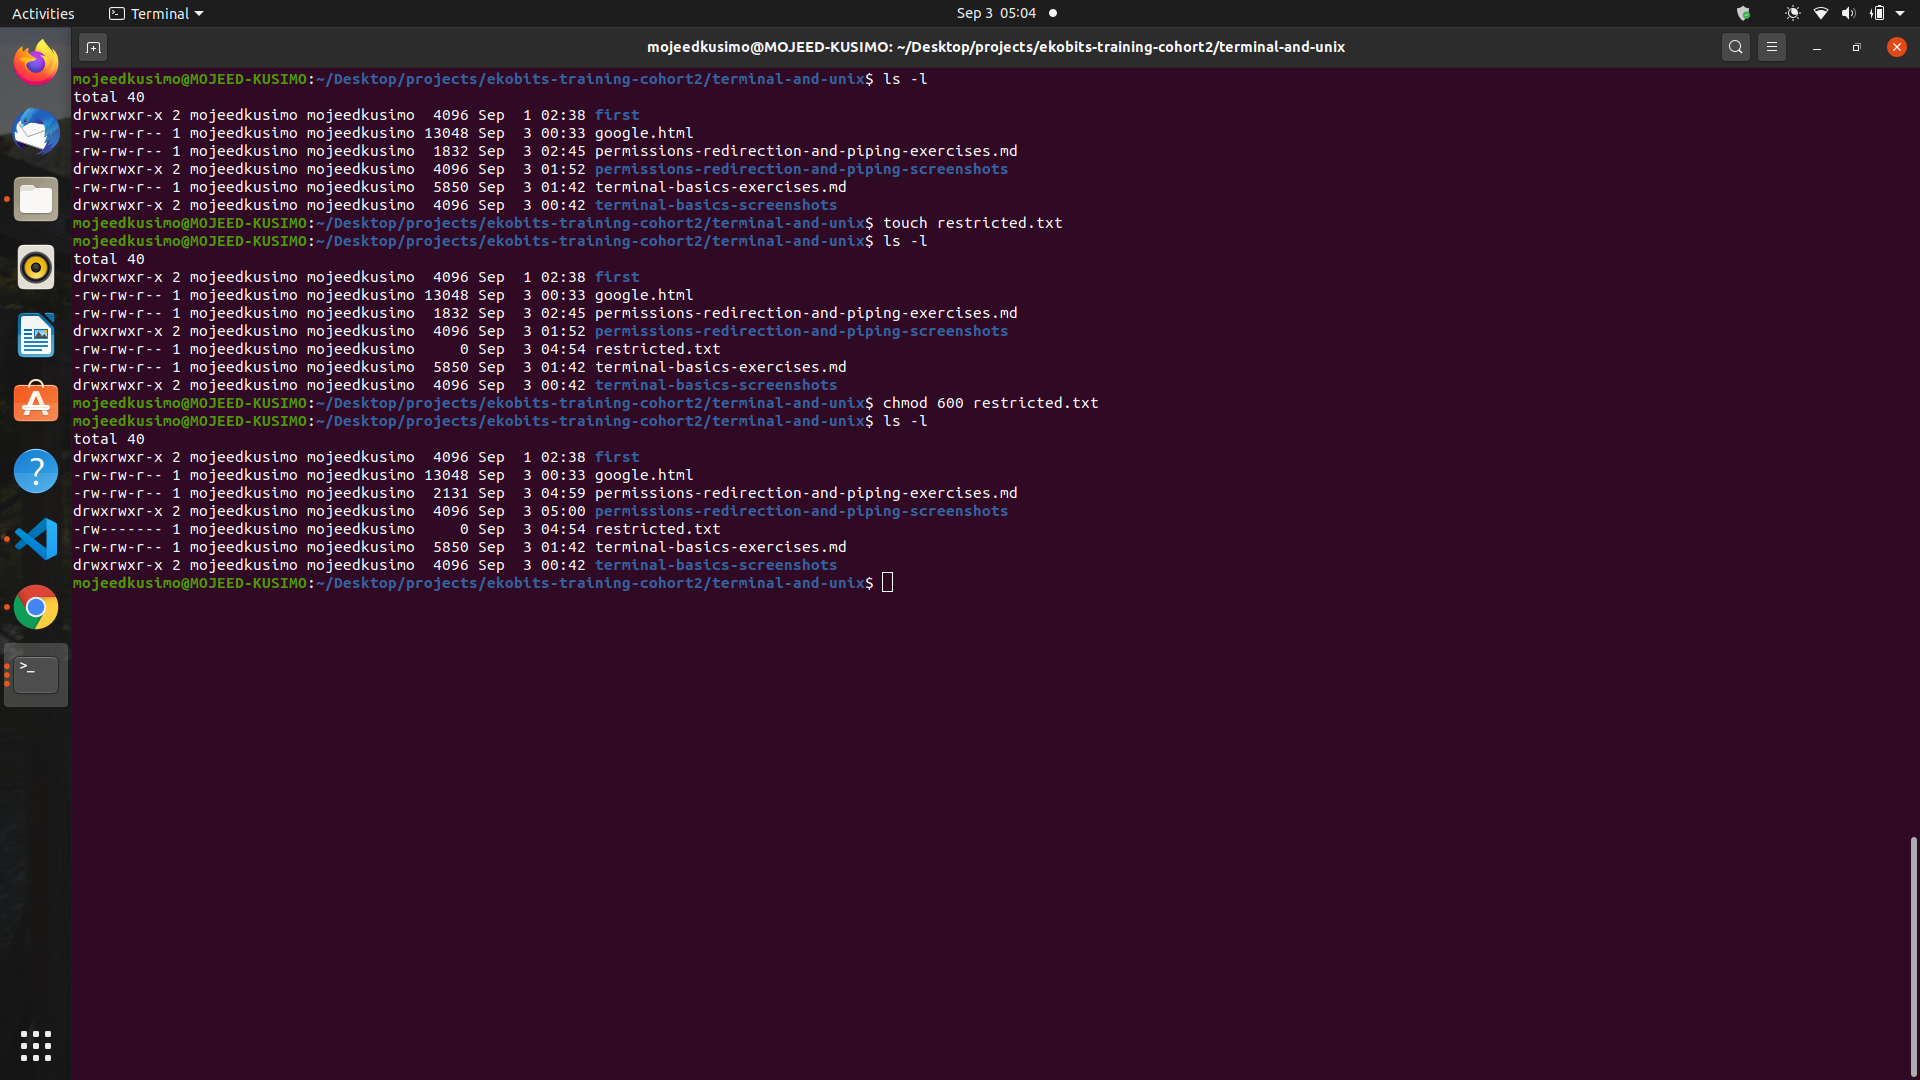 Activities
Terminal
Sep 3 05:04
mojeedkusimo@MOJEED-KUSIMO: ~/Desktop/projects/ekobits-training-cohort2/terminal-and-unix
mojeedkusimo@MOJEED-KUSIMO:~/Desktop/projects/ekobits-training-cohort2/terminal-and-unix$ ls -l
total 40
drwxrwxr-x 2 mojeedkusimo mojeedkusimo  4096 Sep  1 02:38 first
-rw-rw-r-- 1 mojeedkusimo mojeedkusimo 13048 Sep  3 00:33 google.html
-rw-rw-r-- 1 mojeedkusimo mojeedkusimo  1832 Sep  3 02:45 permissions-redirection-and-piping-exercises.md
drwxrwxr-x 2 mojeedkusimo mojeedkusimo  4096 Sep  3 01:52 permissions-redirection-and-piping-screenshots
-rw-rw-r-- 1 mojeedkusimo mojeedkusimo  5850 Sep  3 01:42 terminal-basics-exercises.md
drwxrwxr-x 2 mojeedkusimo mojeedkusimo  4096 Sep  3 00:42 terminal-basics-screenshots
mojeedkusimo@MOJEED-KUSIMO:~/Desktop/projects/ekobits-training-cohort2/terminal-and-unix$ touch restricted.txt
mojeedkusimo@MOJEED-KUSIMO:~/Desktop/projects/ekobits-training-cohort2/terminal-and-unix$ ls -l
total 40
drwxrwxr-x 2 mojeedkusimo mojeedkusimo  4096 Sep  1 02:38 first
-rw-rw-r-- 1 mojeedkusimo mojeedkusimo 13048 Sep  3 00:33 google.html
-rw-rw-r-- 1 mojeedkusimo mojeedkusimo  1832 Sep  3 02:45 permissions-redirection-and-piping-exercises.md
drwxrwxr-x 2 mojeedkusimo mojeedkusimo  4096 Sep  3 01:52 permissions-redirection-and-piping-screenshots
-rw-rw-r-- 1 mojeedkusimo mojeedkusimo     0 Sep  3 04:54 restricted.txt
-rw-rw-r-- 1 mojeedkusimo mojeedkusimo  5850 Sep  3 01:42 terminal-basics-exercises.md
drwxrwxr-x 2 mojeedkusimo mojeedkusimo  4096 Sep  3 00:42 terminal-basics-screenshots
mojeedkusimo@MOJEED-KUSIMO:~/Desktop/projects/ekobits-training-cohort2/terminal-and-unix$ chmod 600 restricted.txt
mojeedkusimo@MOJEED-KUSIMO:~/Desktop/projects/ekobits-training-cohort2/terminal-and-unix$ ls -l
total 40
drwxrwxr-x 2 mojeedkusimo mojeedkusimo  4096 Sep  1 02:38 first
-rw-rw-r-- 1 mojeedkusimo mojeedkusimo 13048 Sep  3 00:33 google.html
-rw-rw-r-- 1 mojeedkusimo mojeedkusimo  2131 Sep  3 04:59 permissions-redirection-and-piping-exercises.md
drwxrwxr-x 2 mojeedkusimo mojeedkusimo  4096 Sep  3 05:00 permissions-redirection-and-piping-screenshots
-rw------- 1 mojeedkusimo mojeedkusimo     0 Sep  3 04:54 restricted.txt
-rw-rw-r-- 1 mojeedkusimo mojeedkusimo  5850 Sep  3 01:42 terminal-basics-exercises.md
drwxrwxr-x 2 mojeedkusimo mojeedkusimo  4096 Sep  3 00:42 terminal-basics-screenshots
mojeedkusimo@MOJEED-KUSIMO:~/Desktop/projects/ekobits-training-cohort2/terminal-and-unix$